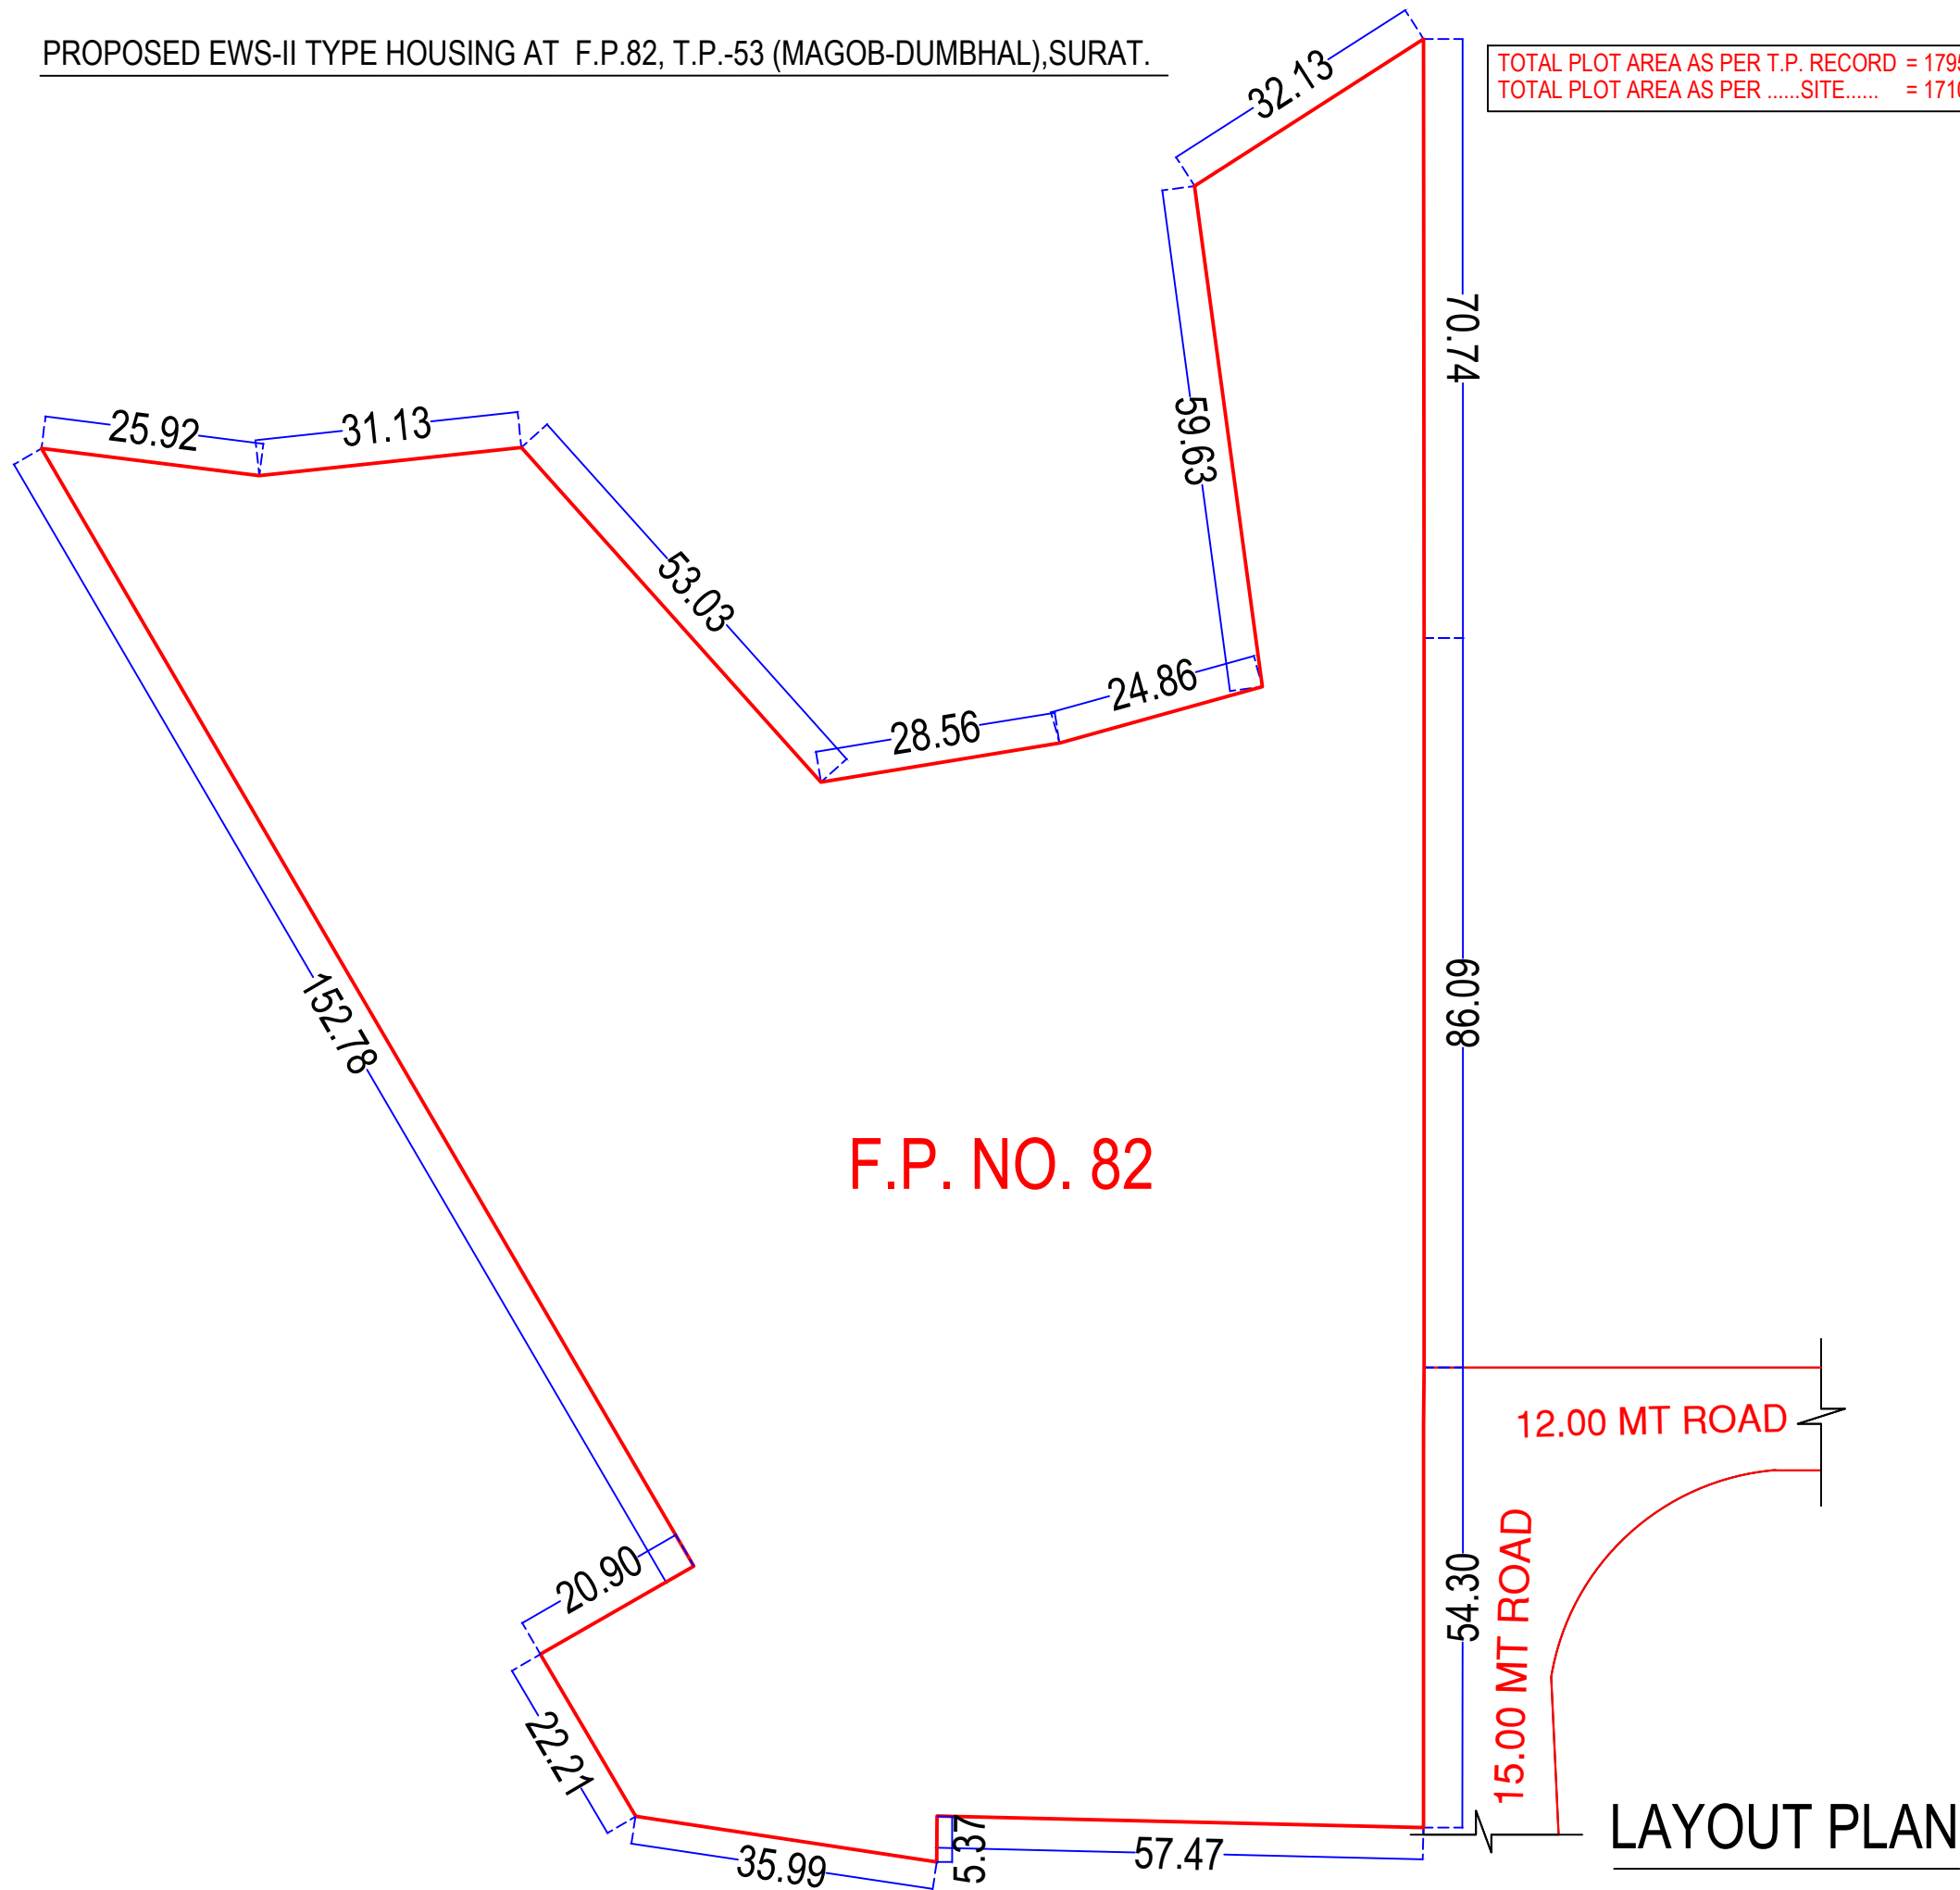 PROPOSED EWS-II TYPE HOUSING AT F.P.82, T.P.-53 (MAGOB-DUMBHAL),SURAT.
TOTAL PLOT AREA AS PER T.P. RECORD = 1795
TOTAL PLOT AREA AS PER ......SITE...... = 171
32.13
70.74
59.63
25.92
31.13
53.03
24.86
28.56
86.09
152.78
F.P. NO. 82
12.00 MT ROAD
15.00 MT ROAD
54.30
20.90
22.21
35.99
5.37
57.47
LAYOUT PLAN